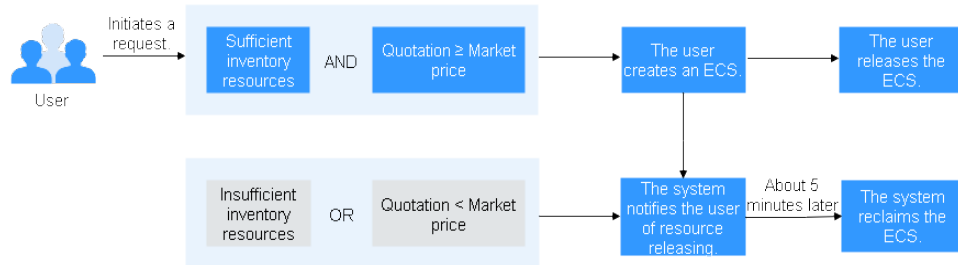 Initiates a
request.
User
Sufficient
inventory
resources
AND
Quotation ≥ Market
price
The user
creates an ECS.
The user
releases the
ECS.
Insufficient
inventory
resources
OR
Quotation < Market
price
The system
notifies the user
of resource
releasing.
About 5
minutes later
The system
reclaims the
ECS.